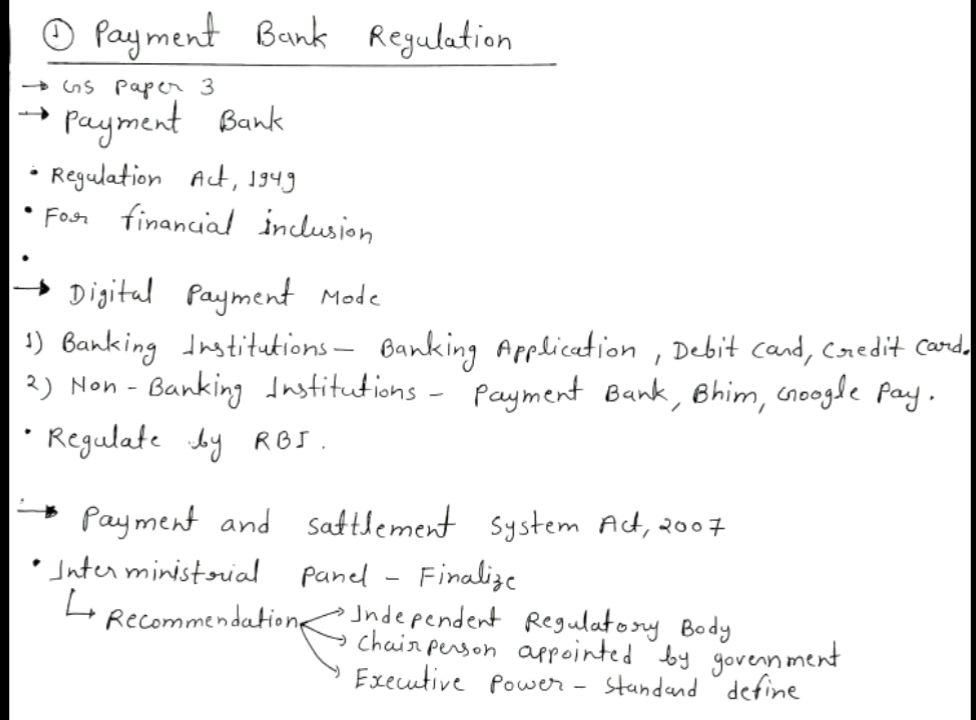 ① Payment Bank Regulation
→ GS Paper 3
→ Payment Bank
• Regulation Act, 1949
• For financial inclusion
•
→ Digital Payment Mode
1) Banking Institutions – Banking Application, Debit Card, Credit Card.
2) Non-Banking Institutions – Payment Bank, Bhim, Google Pay.
• Regulate by RBI.
→ Payment and sattlement System Act, 2007
• Inter ministorial Panel – Finalize
↳ Recommendation → Independent Regulatory Body
→ Chairperson appointed by government
→ Executive Power – Standard define